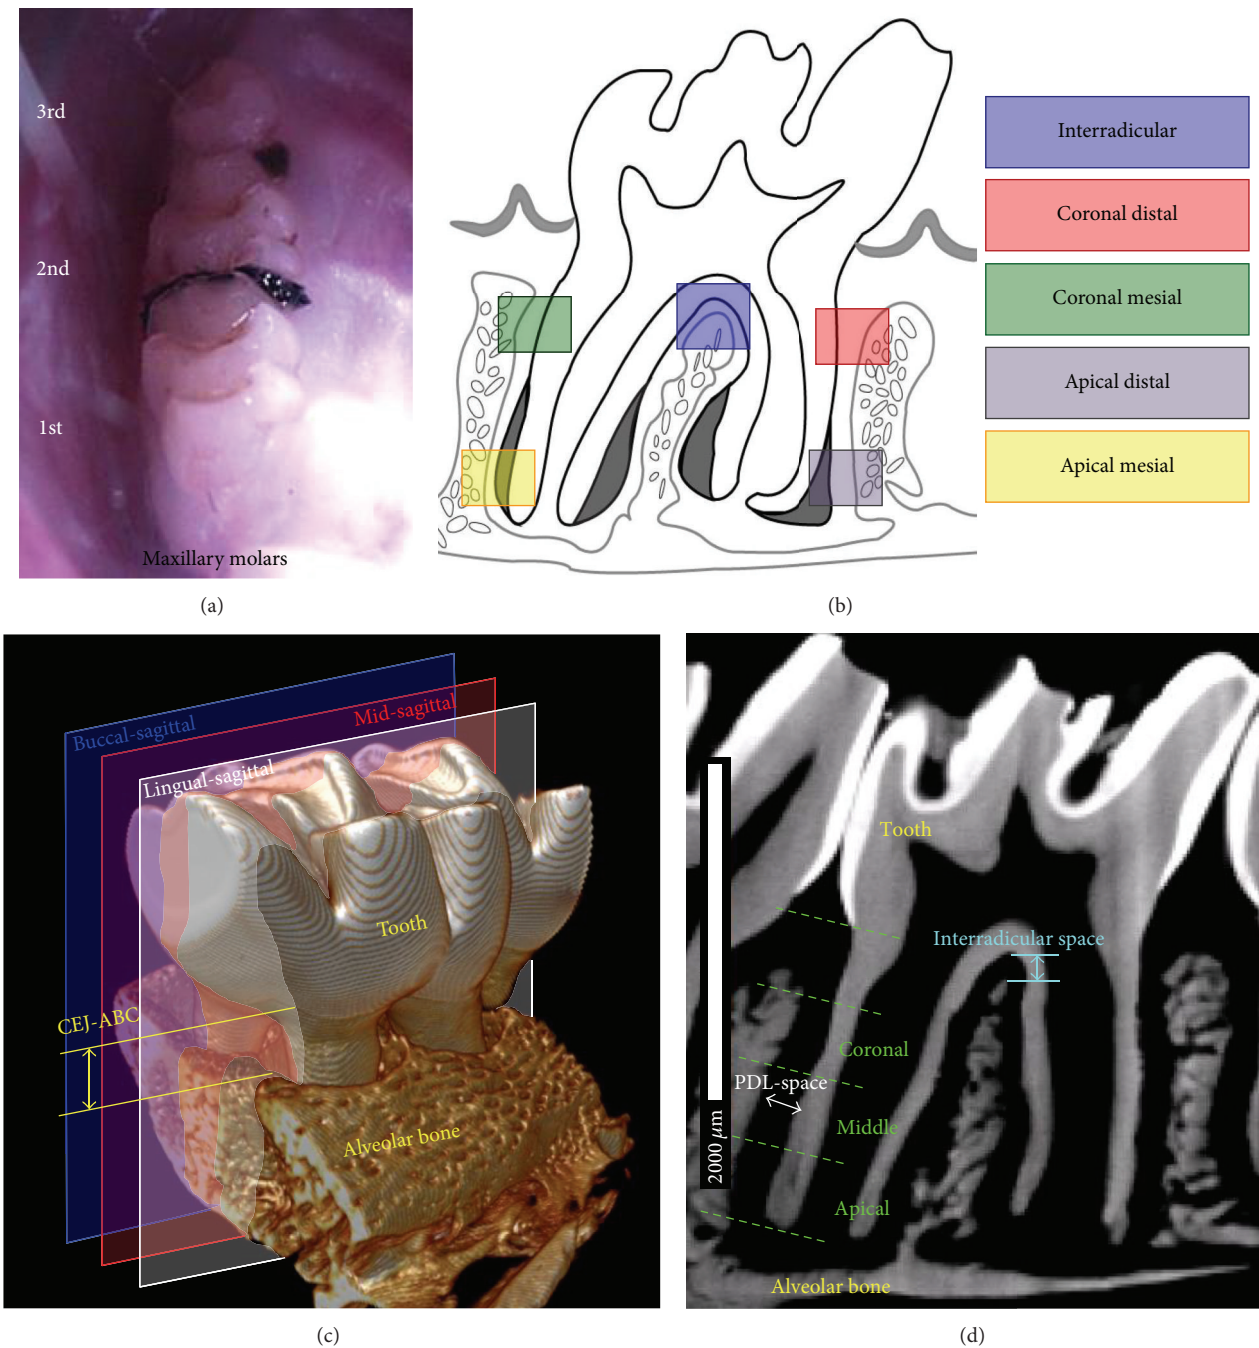 3rd
2nd
1st
Maxillary molars
(a)
Interradicular
Coronal distal
Coronal mesial
Apical distal
Apical mesial
(b)
Buccal-sagittal
Mid-sagittal
Lingual-sagittal
Tooth
CEJ-ABC
Alveolar bone
(c)
Tooth
Interradicular space
Coronal
PDL-space
Middle
2000 μm
Apical
Alveolar bone
(d)